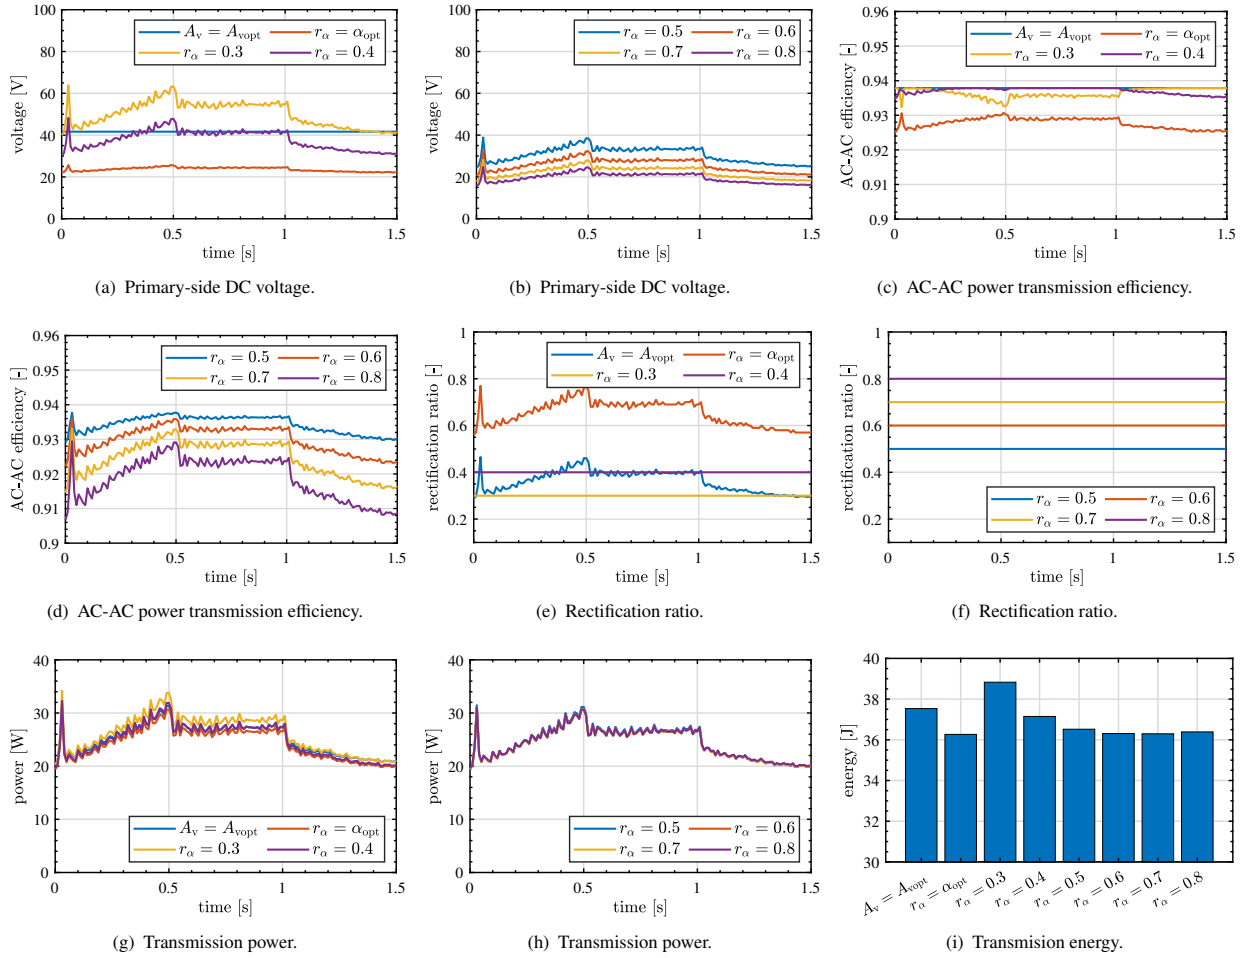 100
80
60
40
20
0
voltage [V]
A_v = A_vopt
r_α = 0.3
r_α = α_opt
r_α = 0.4
0
0.5
1
1.5
time [s]
(a) Primary-side DC voltage.
100
80
60
40
20
0
voltage [V]
r_α = 0.5
r_α = 0.7
r_α = 0.6
r_α = 0.8
0
0.5
1
1.5
time [s]
(b) Primary-side DC voltage.
0.96
0.95
0.94
0.93
0.92
0.91
0.9
AC-AC efficiency [-]
A_v = A_vopt
r_α = 0.3
r_α = α_opt
r_α = 0.4
0
0.5
1
1.5
time [s]
(c) AC-AC power transmission efficiency.
0.96
0.95
0.94
0.93
0.92
0.91
0.9
AC-AC efficiency [-]
r_α = 0.5
r_α = 0.7
r_α = 0.6
r_α = 0.8
0
0.5
1
1.5
time [s]
(d) AC-AC power transmission efficiency.
1
0.8
0.6
0.4
0.2
rectification ratio [-]
A_v = A_vopt
r_α = 0.3
r_α = α_opt
r_α = 0.4
0
0.5
1
1.5
time [s]
(e) Rectification ratio.
1
0.8
0.6
0.4
0.2
rectification ratio [-]
r_α = 0.5
r_α = 0.7
r_α = 0.6
r_α = 0.8
0
0.5
1
1.5
time [s]
(f) Rectification ratio.
40
30
20
10
0
power [W]
A_v = A_vopt
r_α = 0.3
r_α = α_opt
r_α = 0.4
0
0.5
1
1.5
time [s]
(g) Transmission power.
40
30
20
10
0
power [W]
r_α = 0.5
r_α = 0.7
r_α = 0.6
r_α = 0.8
0
0.5
1
1.5
time [s]
(h) Transmission power.
40
38
36
34
32
30
energy [J]
A_v = A_vopt
r_α = α_opt
r_α = 0.3
r_α = 0.4
r_α = 0.5
r_α = 0.6
r_α = 0.7
r_α = 0.8
(i) Transmision energy.